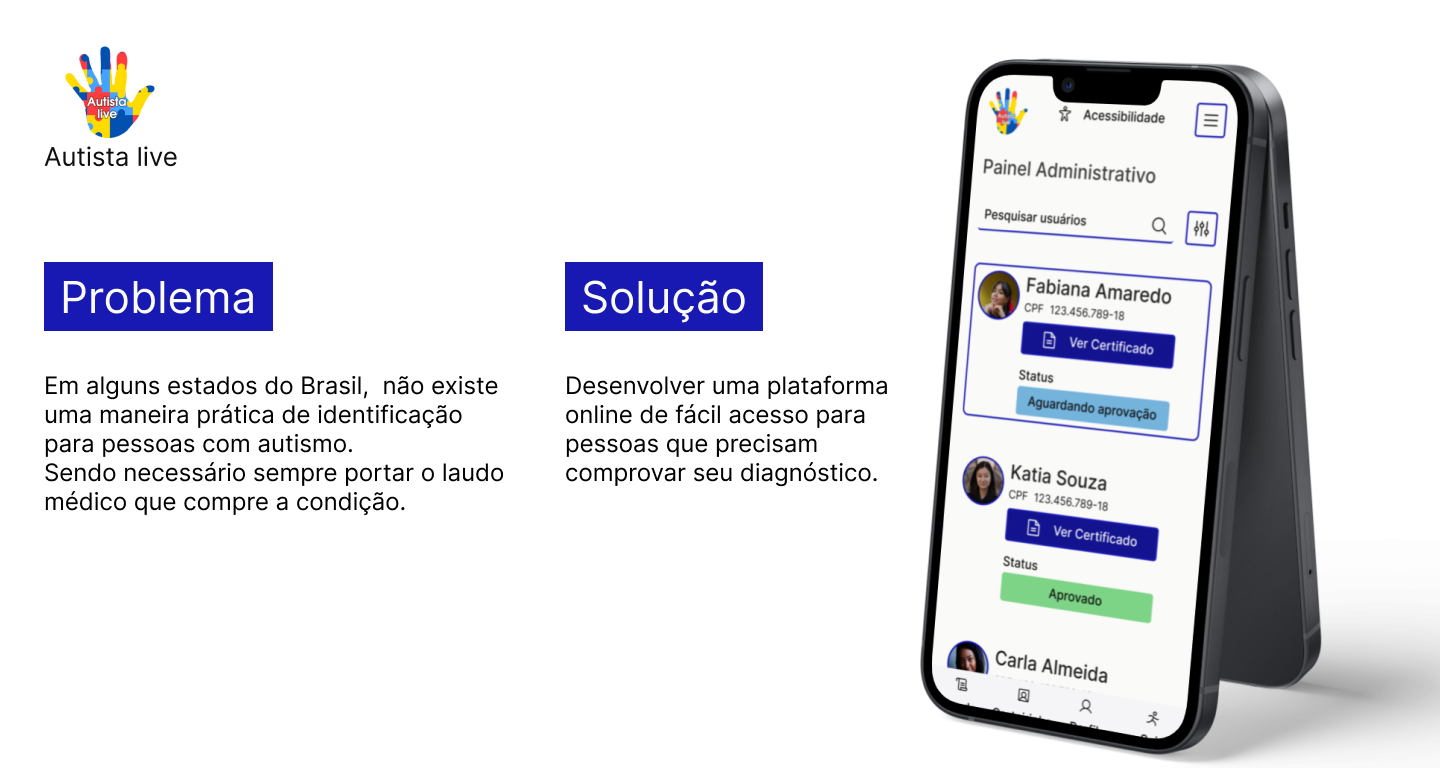 Autista
live
Autista live
Problema
Em alguns estados do Brasil,  não existe
uma maneira prática de identificação
para pessoas com autismo.
Sendo necessário sempre portar o laudo
médico que compre a condição.
Solução
Desenvolver uma plataforma
online de fácil acesso para
pessoas que precisam
comprovar seu diagnóstico.
Acessibilidade
Painel Administrativo
Pesquisar usuários
Fabiana Amaredo
CPF 123.456.789-18
Ver Certificado
Status
Aguardando aprovação
Katia Souza
CPF 123.456.789-18
Ver Certificado
Status
Aprovado
Carla Almeida